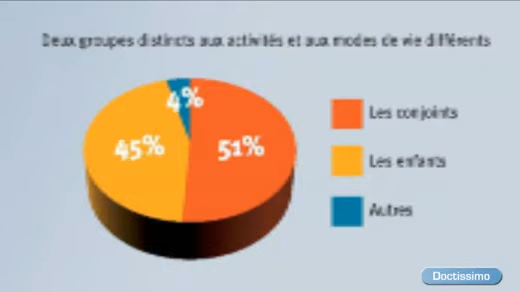 Deux groupes distincts aux activités et aux modes de vie différents
4%
45%
51%
Les conjoints
Les enfants
Autres
Doctissimo